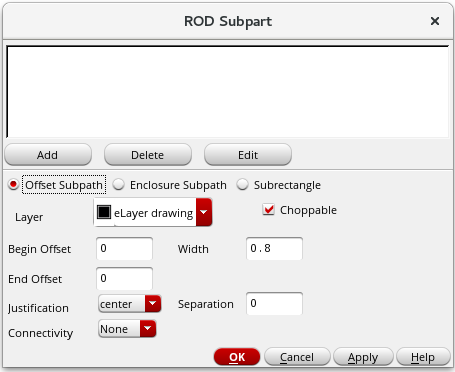 ROD Subpart ×
Add Delete Edit
Offset Subpath Enclosure Subpath Subrectangle
Layer eLayer drawing Choppable
Begin Offset 0 Width 0.8
End Offset 0
Justification center Separation 0
Connectivity None
OK Cancel Apply Help